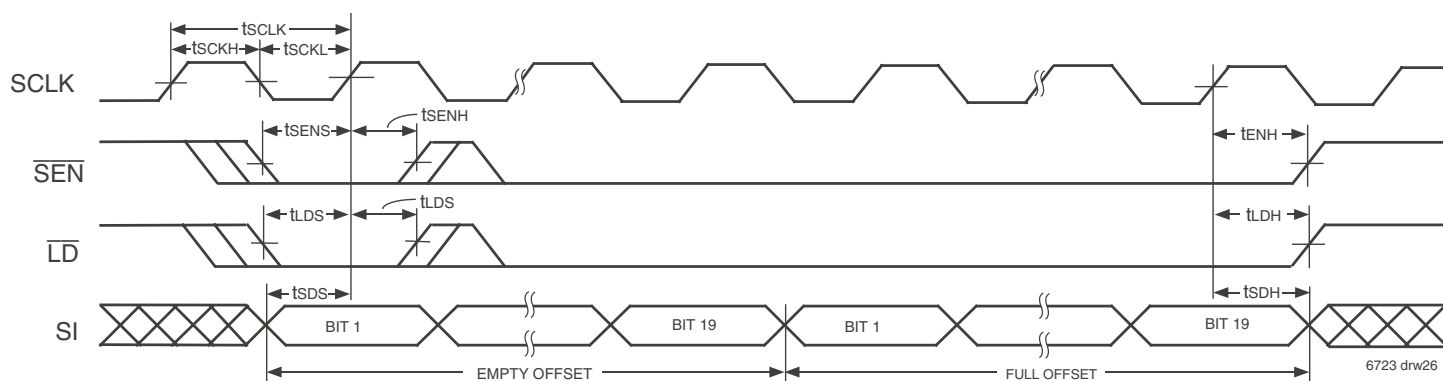 tSCLK
tSCKH tSCKL
SCLK
tSENS tSENH
SEN
tENH
tLDS tLDS
LD
tLDH
tSDS tSDH
SI
BIT 1 BIT 19 BIT 1 BIT 19
EMPTY OFFSET FULL OFFSET
6723 drw26